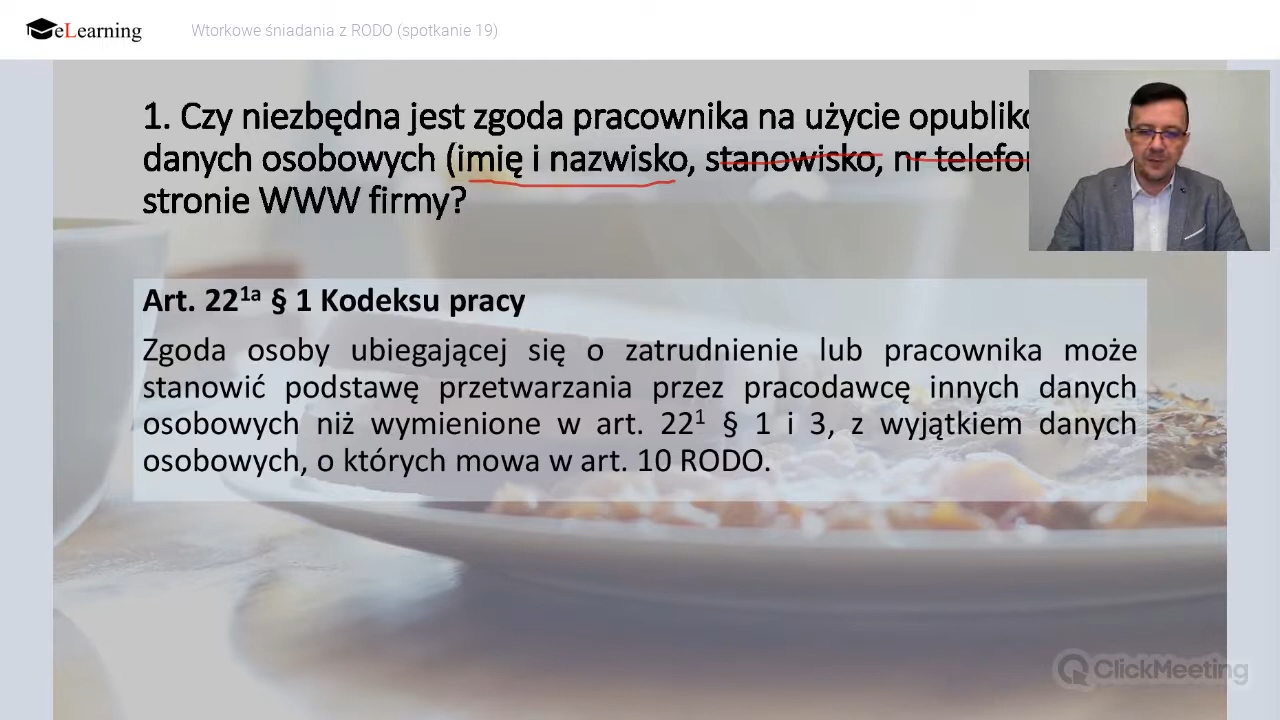 eLearning
Wtorkowe śniadania z RODO (spotkanie 19)
1. Czy niezbędna jest zgoda pracownika na użycie
danych osobowych (imię i nazwisko, stanowisko, nr
stronie WWW firmy?
Art. 22¹ᵃ § 1 Kodeksu pracy
Zgoda osoby ubiegającej się o zatrudnienie lub pracownika może
stanowić podstawę przetwarzania przez pracodawcę innych danych
osobowych niż wymienione w art. 22¹ § 1 i 3, z wyjątkiem danych
osobowych, o których mowa w art. 10 RODO.
ClickMeeting